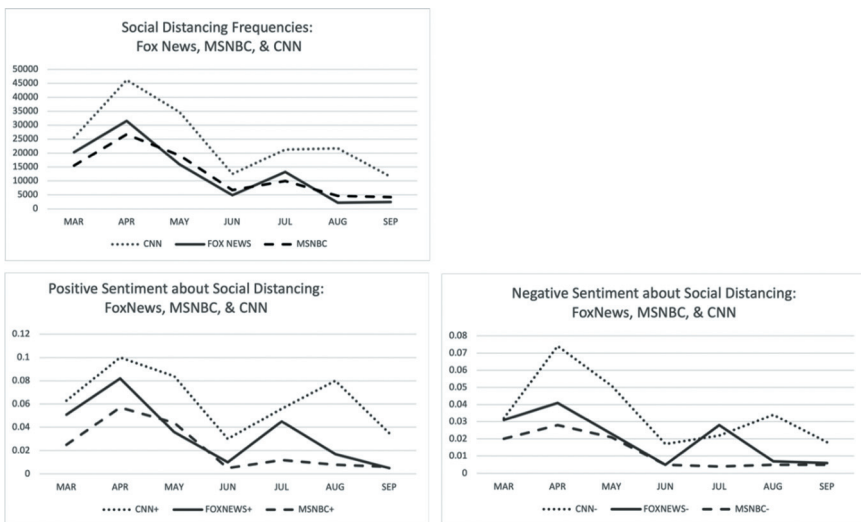 Social Distancing Frequencies:
Fox News, MSNBC, & CNN
50000
45000
40000
35000
30000
25000
20000
15000
10000
5000
0
MAR APR MAY JUN JUL AUG SEP
CNN FOX NEWS MSNBC
Positive Sentiment about Social Distancing:
FoxNews, MSNBC, & CNN
0.12
0.1
0.08
0.06
0.04
0.02
0
MAR APR MAY JUN JUL AUG SEP
CNN+ FOXNEWS+ MSNBC+
Negative Sentiment about Social Distancing:
FoxNews, MSNBC, & CNN
0.08
0.07
0.06
0.05
0.04
0.03
0.02
0.01
0
MAR APR MAY JUN JUL AUG SEP
CNN- FOXNEWS- MSNBC-